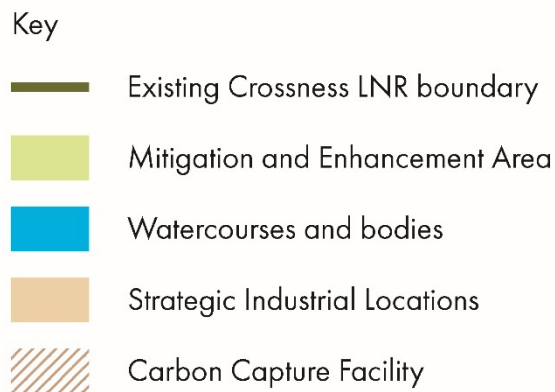 Key
Existing Crossness LNR boundary
Mitigation and Enhancement Area
Watercourses and bodies
Strategic Industrial Locations
Carbon Capture Facility